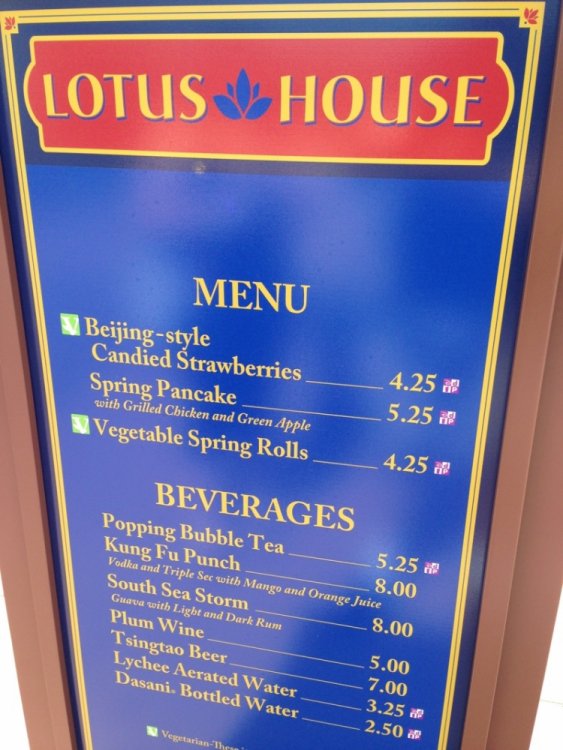 LOTUS HOUSE
MENU
Beijing-style
Candied Strawberries 4.25
Spring Pancake 5.25
with Grilled Chicken and Green Apple
Vegetable Spring Rolls 4.25
BEVERAGES
Popping Bubble Tea 5.25
Kung Fu Punch 8.00
Vodka and Triple Sec with Mango and Orange Juice
South Sea Storm 8.00
Guava with Light and Dark Rum
Plum Wine 5.00
Tsingtao Beer 7.00
Lychee Aerated Water 3.25
Dasani® Bottled Water 2.50
Vegetarian-These